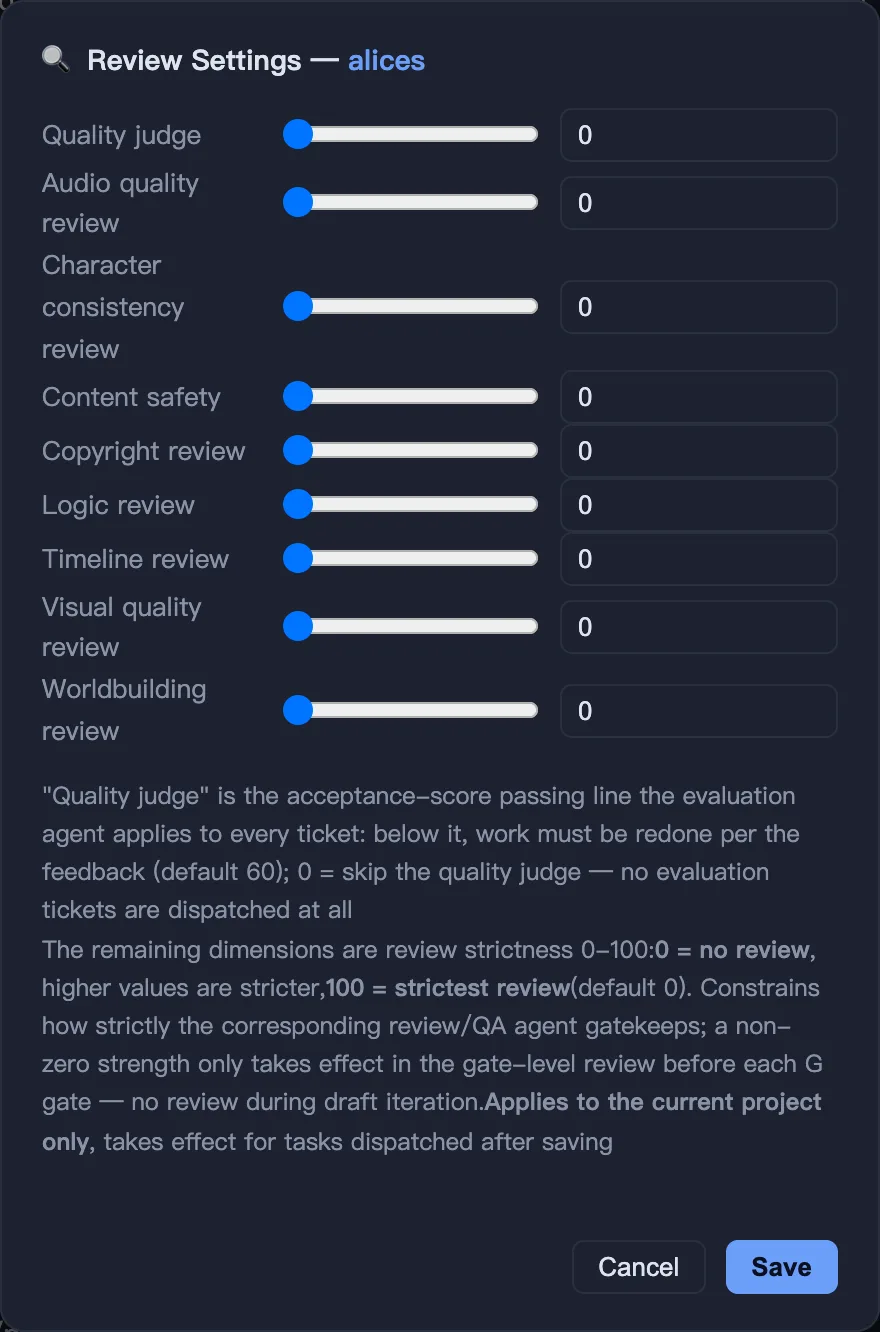 Review Settings — alices
Quality judge
0
Audio quality
review
0
Character
consistency
review
0
Content safety
0
Copyright review
0
Logic review
0
Timeline review
0
Visual quality
review
0
Worldbuilding
review
0
"Quality judge" is the acceptance-score passing line the evaluation
agent applies to every ticket: below it, work must be redone per the
feedback (default 60); 0 = skip the quality judge — no evaluation
tickets are dispatched at all
The remaining dimensions are review strictness 0-100:0 = no review,
higher values are stricter,100 = strictest review(default 0). Constrains
how strictly the corresponding review/QA agent gatekeeps; a non-
zero strength only takes effect in the gate-level review before each G
gate — no review during draft iteration.Applies to the current project
only, takes effect for tasks dispatched after saving
Cancel
Save